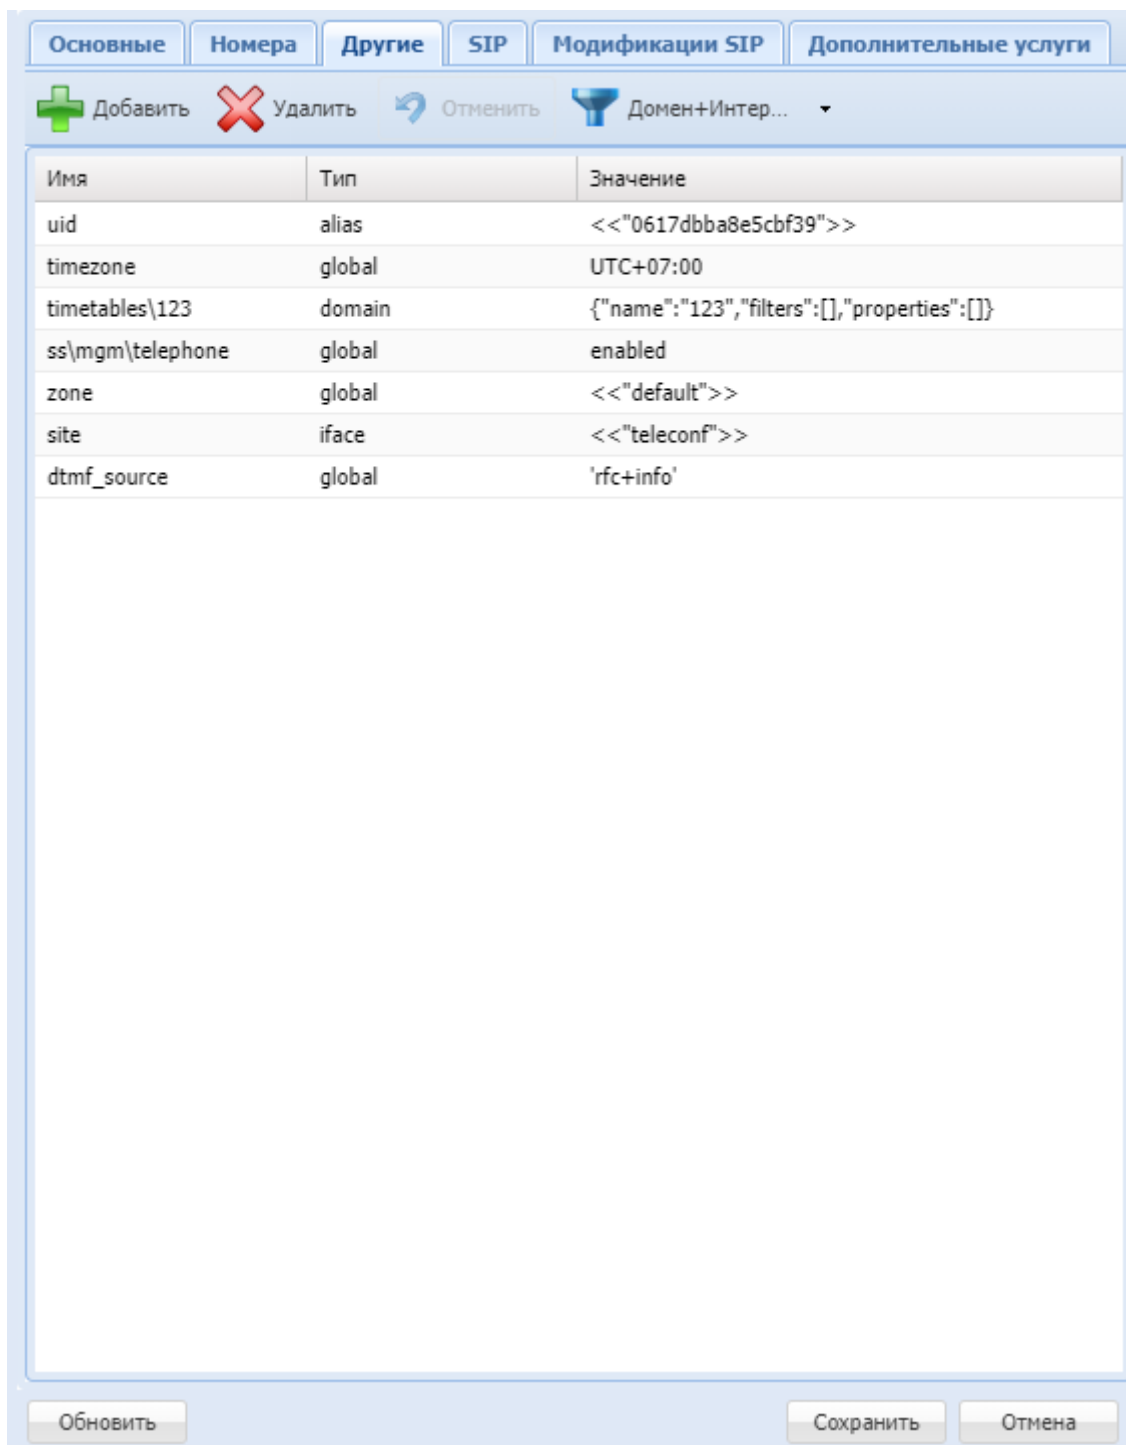 Основные Номера Другие SIP Модификации SIP Дополнительные услуги
Добавить Удалить Отменить Домен+Интер...
Имя Тип Значение
uid alias <<"0617dbba8e5cbf39">>
timezone global UTC+07:00
timetables\123 domain {"name":"123","filters":[],"properties":[]}
ss\mgm\telephone global enabled
zone global <<"default">>
site iface <<"teleconf">>
dtmf_source global 'rfc+info'
Обновить Сохранить Отмена